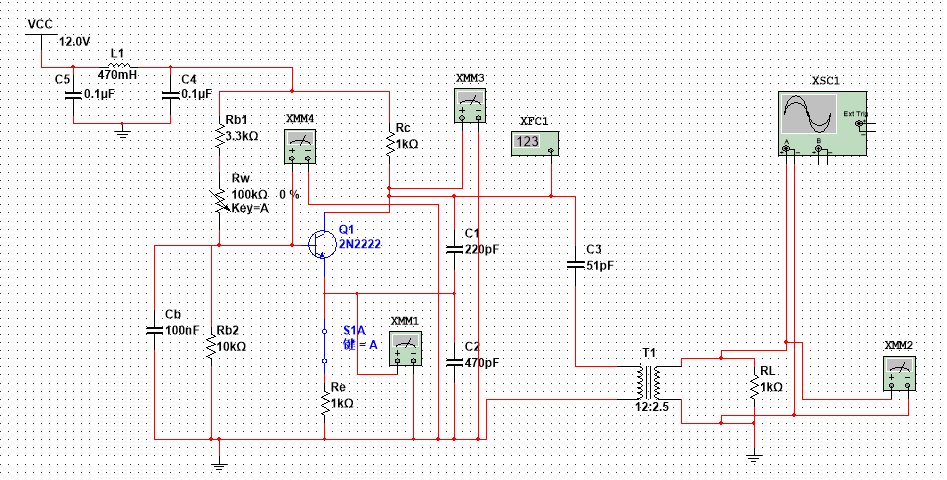 VCC
12.0V
L1
470mH
C5
0.1µF
C4
0.1µF
Rb1
3.3kΩ
XMM4
Rc
1kΩ
XMM3
XFC1
123
XSC1
Ext Trig
A
B
Rw
100kΩ 0 %
Key=A
Q1
2N2222
C1
220pF
C3
51pF
Cb
100nF
Rb2
10kΩ
S1A
键 = A
XMM1
C2
470pF
Re
1kΩ
T1
12:2.5
RL
1kΩ
XMM2